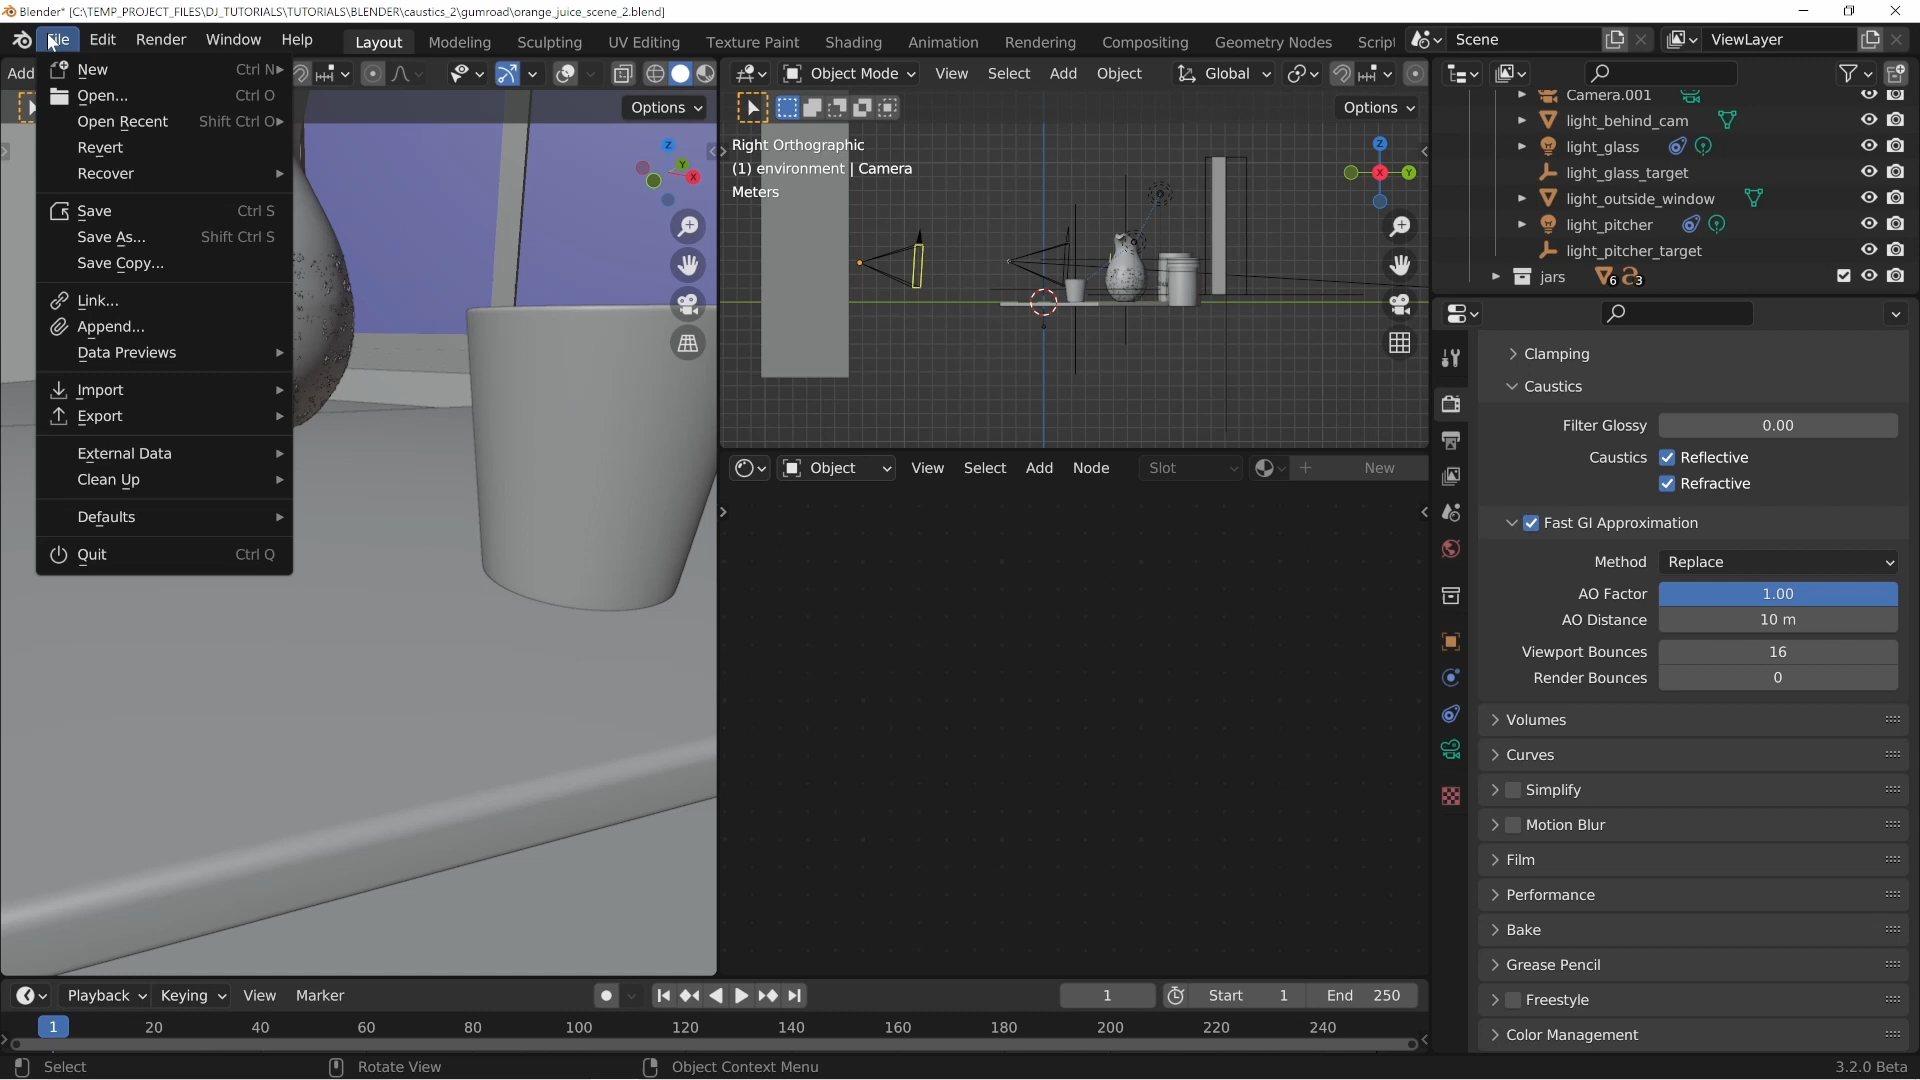 Blender* [C:\TEMP_PROJECT_FILES\DJ_TUTORIALS\TUTORIALS\BLENDER\caustics_2\gumroad\orange_juice_scene_2.blend]
File Edit Render Window Help Layout Modeling Sculpting UV Editing Texture Paint Shading Animation Rendering Compositing Geometry Nodes Script Scene ViewLayer
Add
New Ctrl N
Open... Ctrl O
Open Recent Shift Ctrl O
Revert
Recover
Save Ctrl S
Save As... Shift Ctrl S
Save Copy...
Link...
Append...
Data Previews
Import
Export
External Data
Clean Up
Defaults
Quit Ctrl Q
Options
Z
Y
X
Object Mode View Select Add Object Global
Options
Right Orthographic
(1) environment | Camera
Meters
Z
X Y
Object View Select Add Node Slot New
Camera.001
light_behind_cam
light_glass
light_glass_target
light_outside_window
light_pitcher
light_pitcher_target
jars 6 3
Clamping
Caustics
Filter Glossy 0.00
Caustics Reflective
Refractive
Fast GI Approximation
Method Replace
AO Factor 1.00
AO Distance 10 m
Viewport Bounces 16
Render Bounces 0
Volumes
Curves
Simplify
Motion Blur
Film
Performance
Bake
Grease Pencil
Freestyle
Color Management
Playback Keying View Marker 1 Start 1 End 250
1 20 40 60 80 100 120 140 160 180 200 220 240
Select Rotate View Object Context Menu 3.2.0 Beta